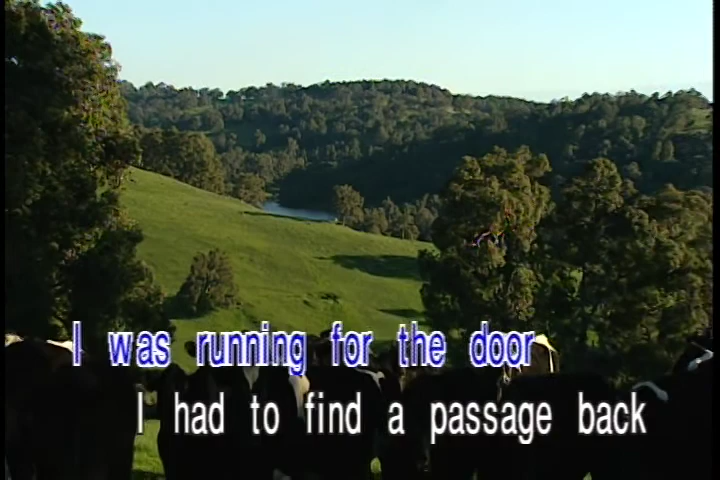 I was running for the door
I had to find a passage back